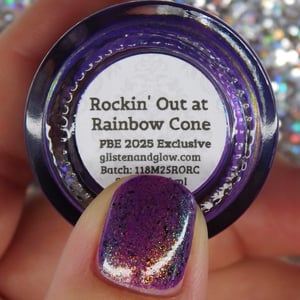 Rockin' Out at
Rainbow Cone
PBE 2025 Exclusive
glistenandglow.com
Batch: 118M25RORC